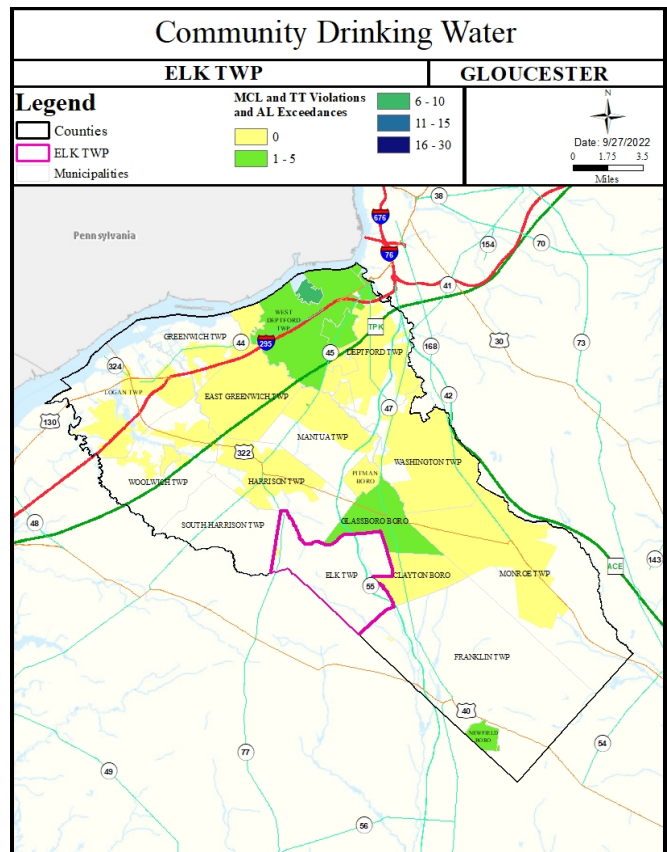 Community Drinking Water
ELK TWP
GLOUCESTER
Legend
Counties
ELK TWP
Municipalities
MCL and TT Violations
and AL Exceedances
0
1 - 5
6 - 10
11 - 15
16 - 30
N
Date: 9/27/2022
0 1.75 3.5
Miles
Pennsylvania
38
676
154
70
76
41
WEST
DEPTFORD
TWP
GREENWICH TWP
44
295
45
TPK
DEPTFORD TWP
168
30
73
324
LOGAN TWP
EAST GREENWICH TWP
47
42
130
MANTUA TWP
322
WASHINGTON TWP
PITMAN
BORO
WOOLWICH TWP
HARRISON TWP
48
SOUTH HARRISON TWP
GLASSBORO BORO
143
ACE
ELK TWP
55
CLAYTON BORO
MONROE TWP
FRANKLIN TWP
40
NEWFIELD
BORO
54
77
49
56